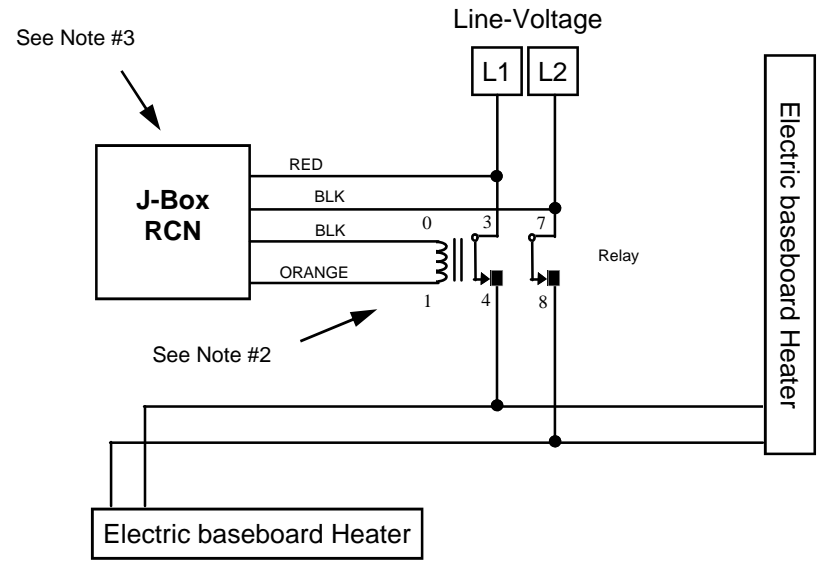 Line-Voltage
See Note #3
L1
L2
RED
J-Box
RCN
BLK
BLK
0
3
7
Relay
ORANGE
1
4
8
See Note #2
Electric baseboard Heater
Electric baseboard Heater